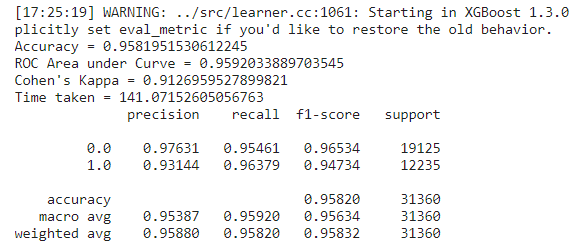 [17:25:19] WARNING: ../src/learner.cc:1061: Starting in XGBoost 1.3.0
plicitly set eval_metric if you'd like to restore the old behavior.
Accuracy = 0.9581951530612245
ROC Area under Curve = 0.9592033889703545
Cohen's Kappa = 0.9126959527899821
Time taken = 141.07152605056763
precision recall f1-score support
0.0 0.97631 0.95461 0.96534 19125
1.0 0.93144 0.96379 0.94734 12235
accuracy 0.95820 31360
macro avg 0.95387 0.95920 0.95634 31360
weighted avg 0.95880 0.95820 0.95832 31360